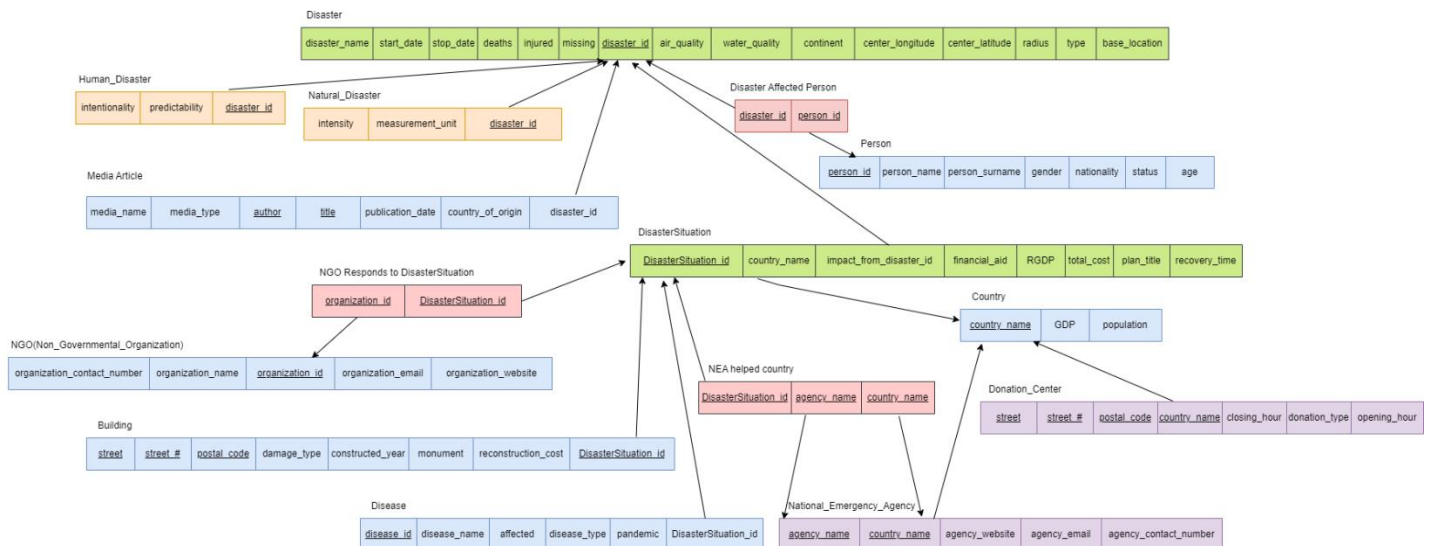 Disaster
disaster_name start_date stop_date deaths injured missing disaster_id air_quality water_quality continent center_longitude center_latitude radius type base_location
Human_Disaster
intentionality predictability disaster_id
Natural_Disaster
intensity measurement_unit disaster_id
Disaster Affected Person
disaster_id person_id
Person
person_id person_name person_surname gender nationality status age
Media Article
media_name media_type author title publication_date country_of_origin disaster_id
DisasterSituation
DisasterSituation_id country_name impact_from_disaster_id financial_aid RGDP total_cost plan_title recovery_time
NGO Responds to DisasterSituation
organization_id DisasterSituation_id
Country
country_name GDP population
NGO(Non_Governmental_Organization)
organization_contact_number organization_name organization_id organization_email organization_website
NEA helped country
DisasterSituation_id agency_name country_name
Donation_Center
street street_# postal_code country_name closing_hour donation_type opening_hour
Building
street street_# postal_code damage_type constructed_year monument reconstruction_cost DisasterSituation_id
Disease
disease_id disease_name affected disease_type pandemic DisasterSituation_id
National_Emergency_Agency
agency_name country_name agency_website agency_email agency_contact_number